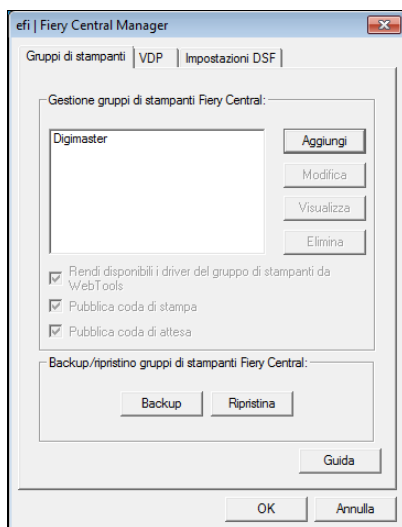 efi | Fiery Central Manager
Gruppi di stampanti VDP Impostazioni DSF
Gestione gruppi di stampanti Fiery Central:
Digimaster
Aggiungi
Modifica
Visualizza
Elimina
Rendi disponibili i driver del gruppo di stampanti da
WebTools
Pubblica coda di stampa
Pubblica coda di attesa
Backup/ripristino gruppi di stampanti Fiery Central:
Backup Ripristina
Guida
OK Annulla